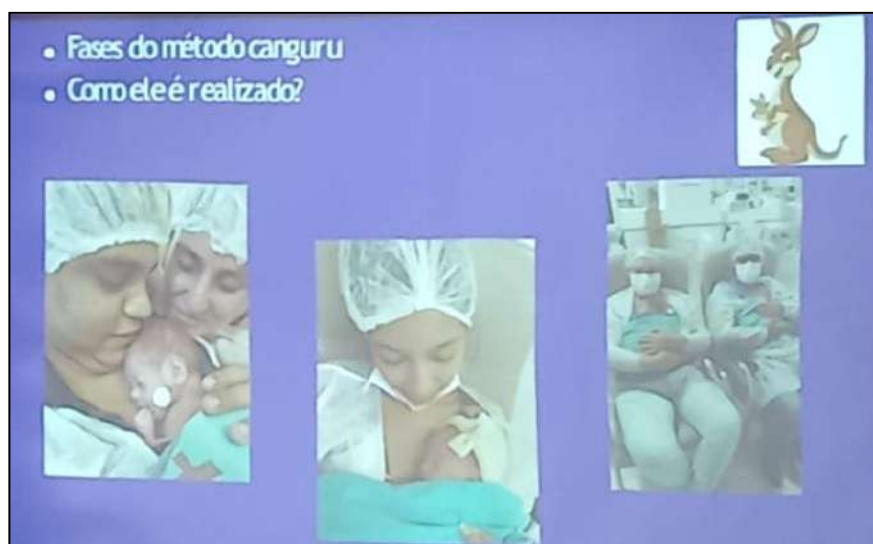 • Fases do método canguru
• Como ele é realizado?